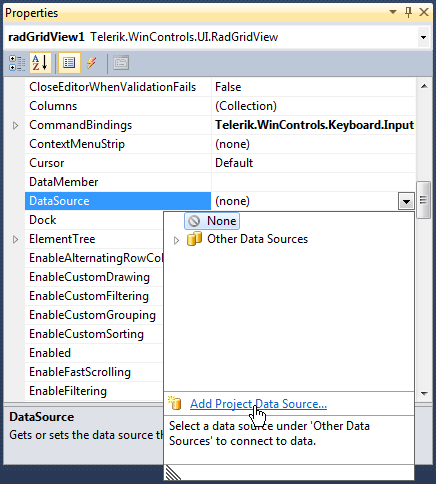 Properties
radGridView1 Telerik.WinControls.UI.RadGridView
CloseEditorWhenValidationFails False
Columns (Collection)
CommandBindings Telerik.WinControls.Keyboard.Input
ContextMenuStrip (none)
Cursor Default
DataMember
DataSource (none)
Dock
None
ElementTree
Other Data Sources
EnableAlternatingRowCol
EnableCustomDrawing
EnableCustomFiltering
EnableCustomGrouping
EnableCustomSorting
Enabled
EnableFastScrolling
EnableFiltering
Add Project Data Source...
DataSource
Gets or sets the data source th
Select a data source under 'Other Data
Sources' to connect to data.